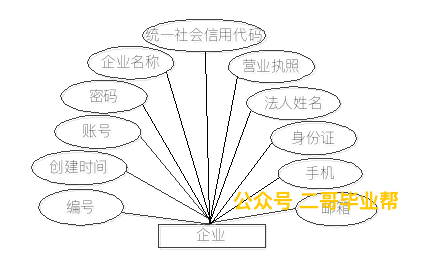 统一社会信用代码
企业名称
营业执照
密码
法人姓名
账号
身份证
创建时间
手机
公众号 二哥毕业帮
编号
邮箱
企业